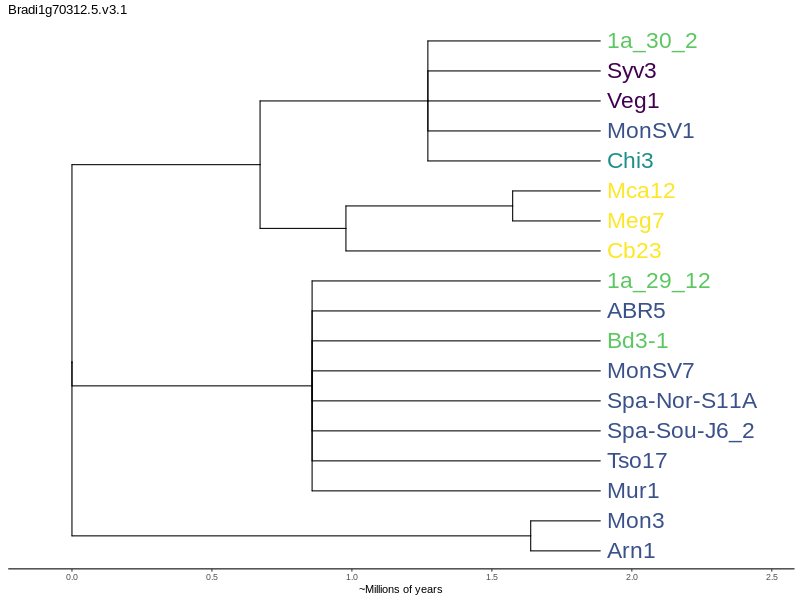 Bradi1g70312.5.v3.1
1a_30_2
Syv3
Veg1
MonSV1
Chi3
Mca12
Meg7
Cb23
1a_29_12
ABR5
Bd3-1
MonSV7
Spa-Nor-S11A
Spa-Sou-J6_2
Tso17
Mur1
Mon3
Arn1
0.0 0.5 1.0 1.5 2.0 2.5
~Millions of years